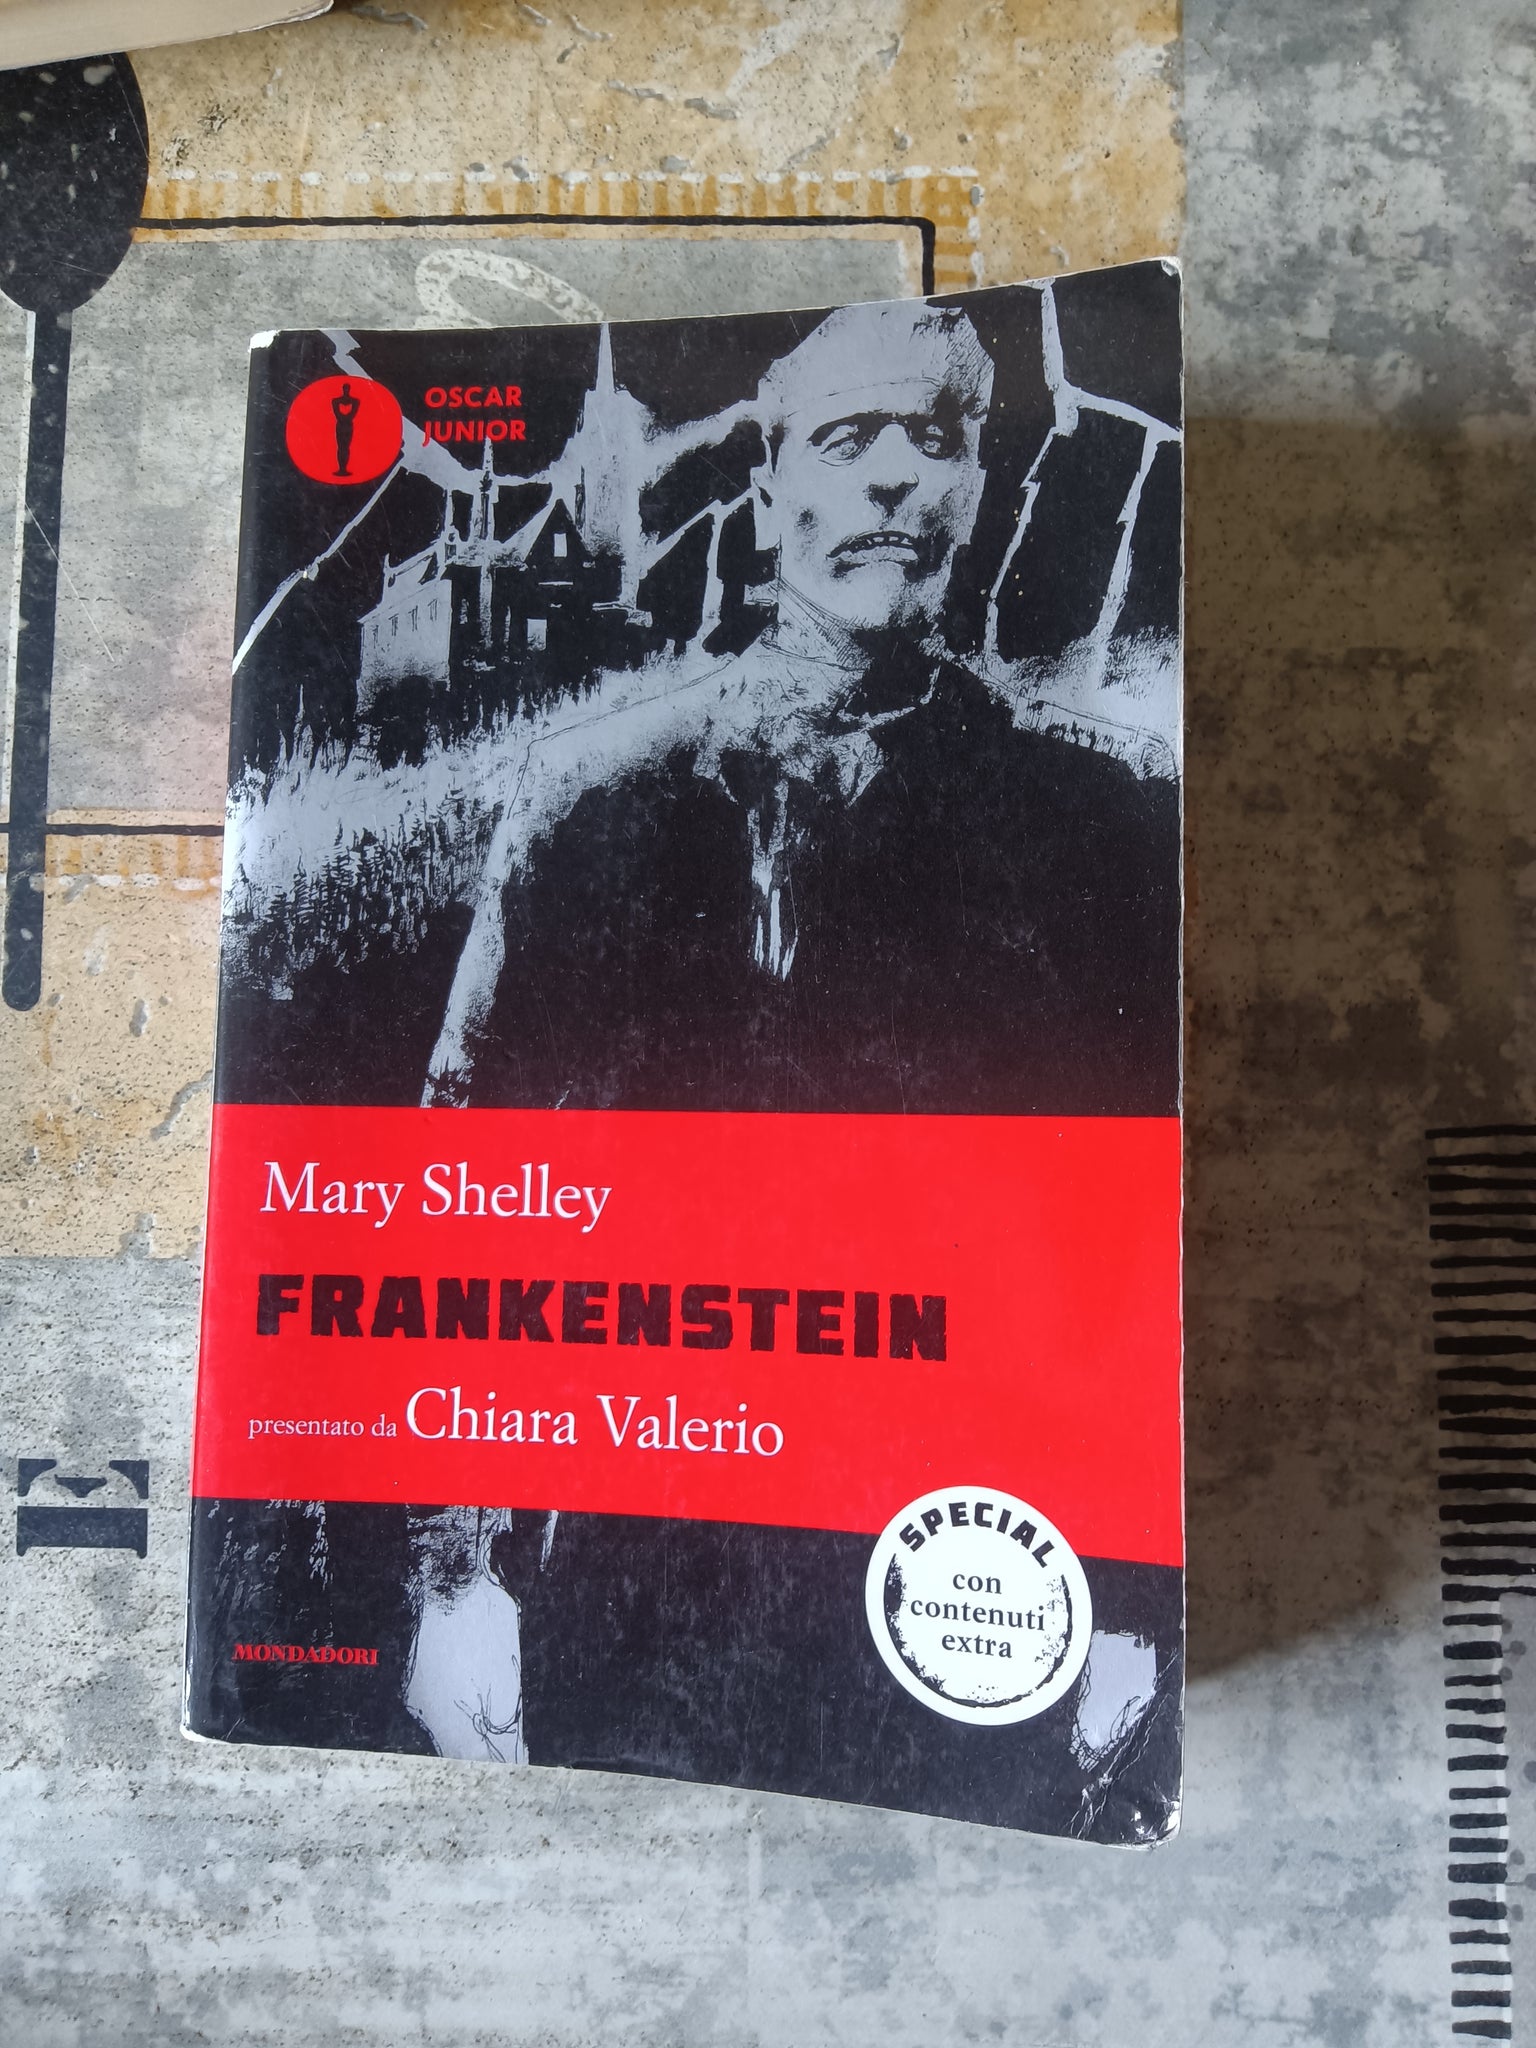 OSCAR
JUNIOR
Mary Shelley
FRANKENSTEIN
presentato da Chiara Valerio
SPECIAL
con
contenuti
extra
MONDADORI
E